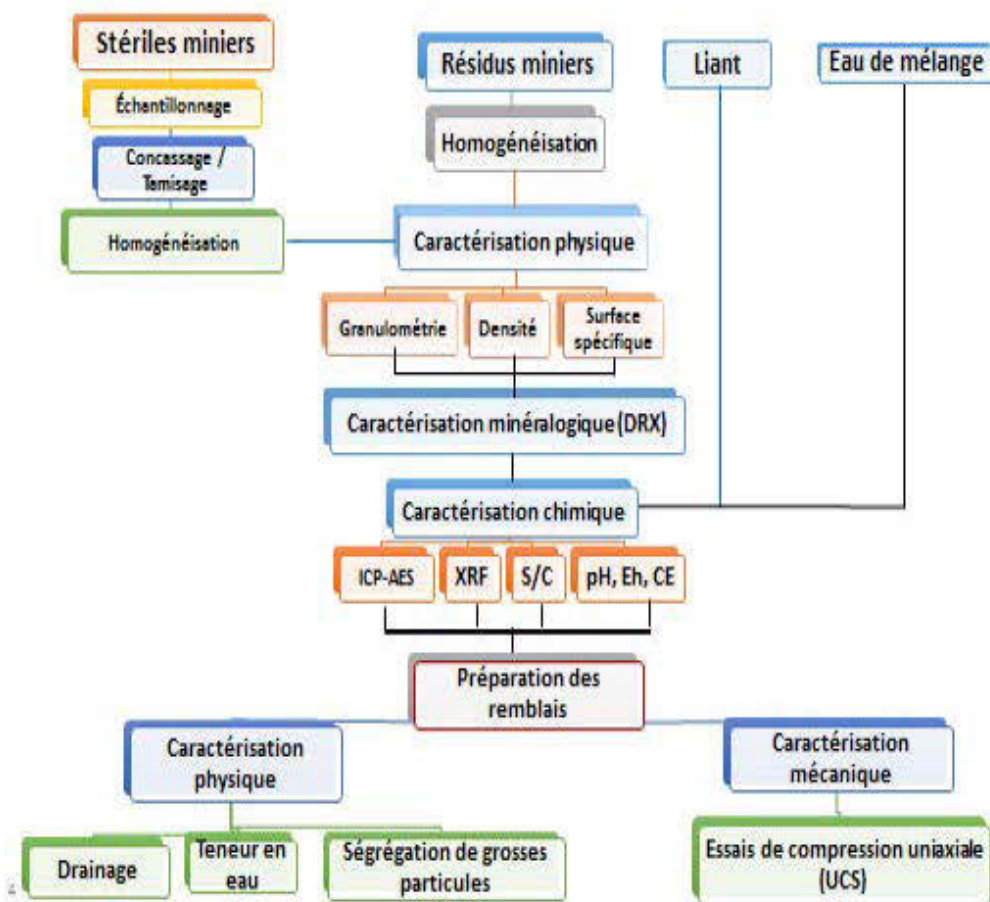 Stériles miniers
Résidus miniers
Liant
Eau de mélange
Échantillonnage
Homogénéisation
Concassage /
Tamisage
Homogénéisation
Caractérisation physique
Granulométrie
Densité
Surface
spécifique
Caractérisation minéralogique(DRX)
Caractérisation chimique
ICP-AES
XRF
S/C
pH, Eh, CE
Préparation des
remblais
Caractérisation
physique
Caractérisation
mécanique
Drainage
Teneur en
eau
Ségrégation de grosses
particules
Essais de compression uniaxiale
(UCS)